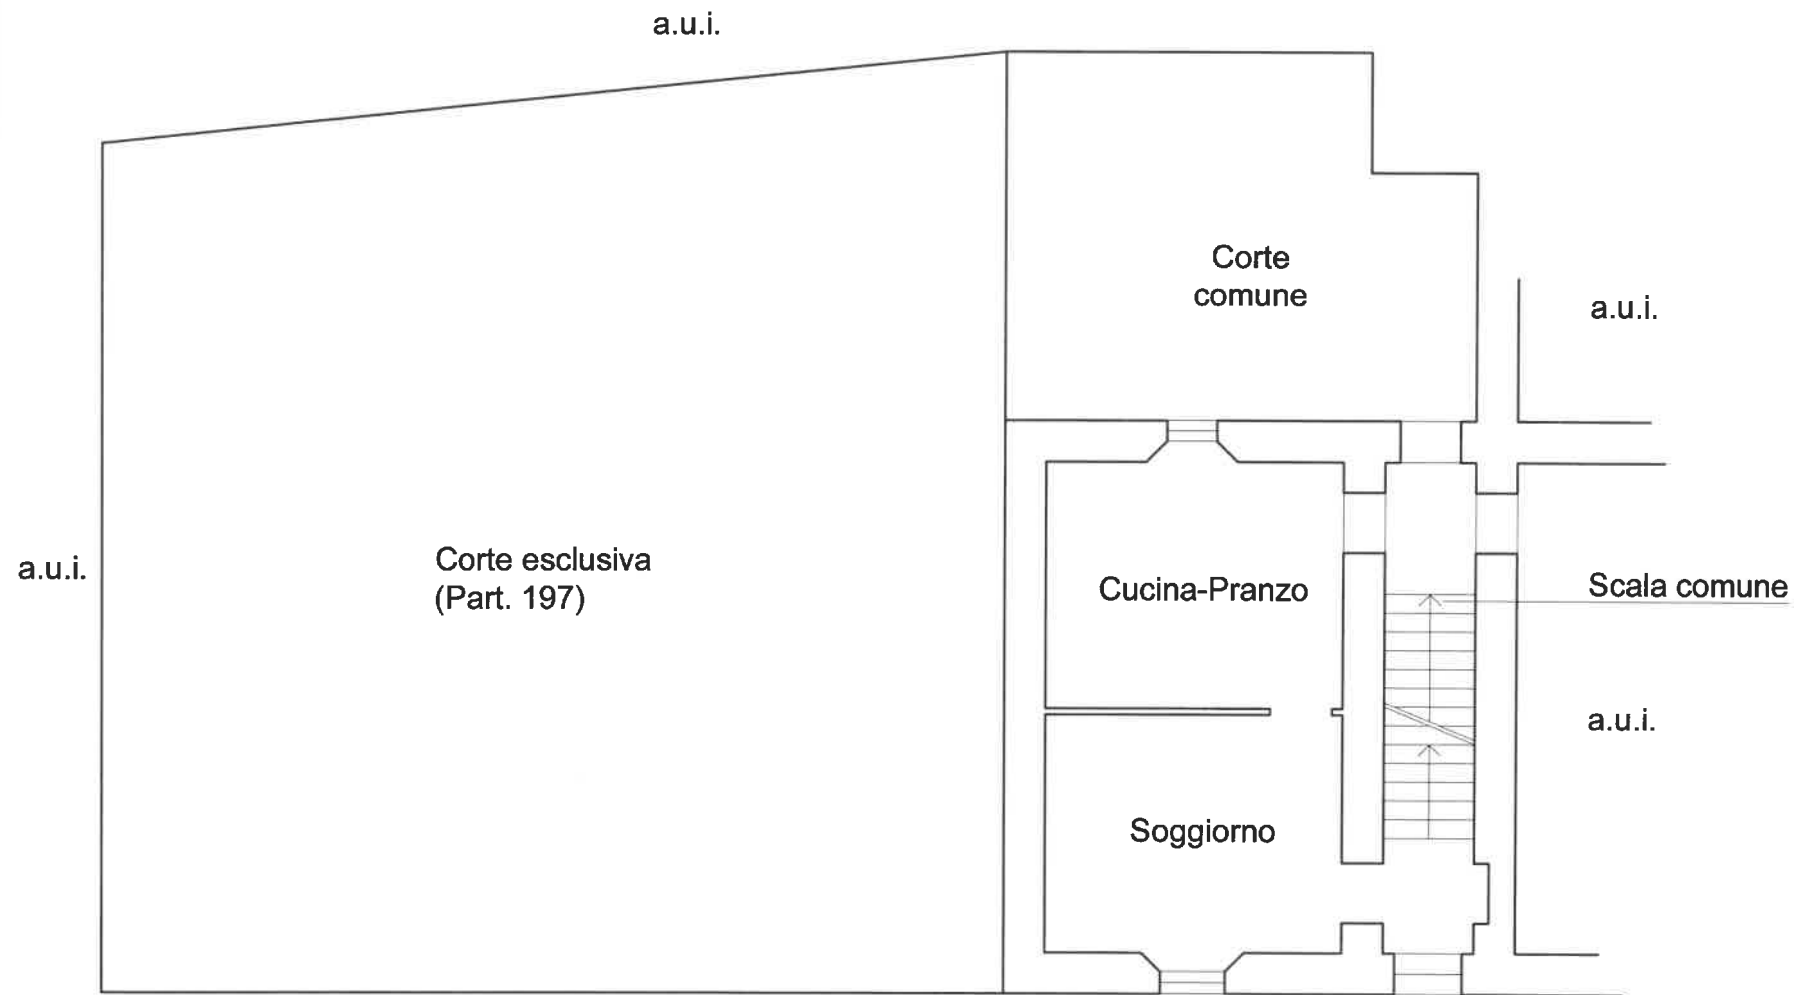 a.u.i.
Corte
comune
a.u.i.
Corte esclusiva
(Part. 197)
a.u.i.
Cucina-Pranzo
Scala comune
a.u.i.
Soggiorno